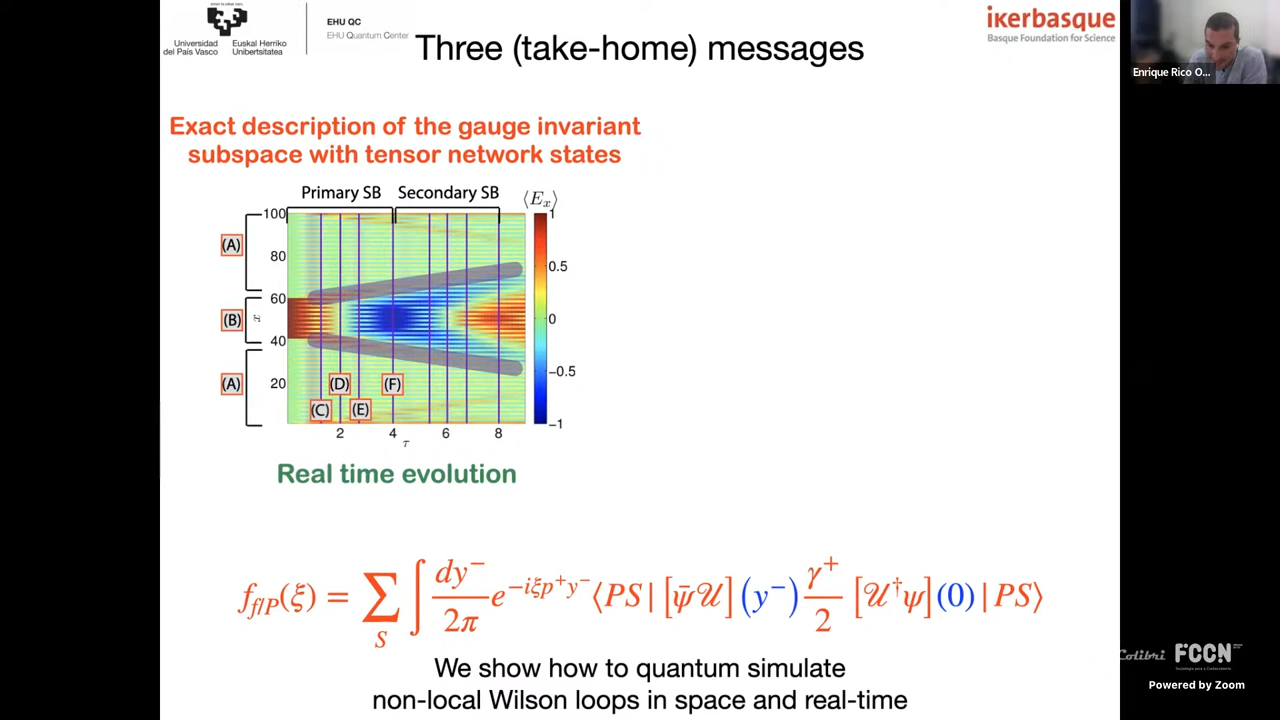 Universidad
del País Vasco
Euskal Herriko
Unibertsitatea
EHU QC
EHU Quantum Center
Three (take-home) messages
ikerbasque
Basque Foundation for Science
Enrique Rico O...
Exact description of the gauge invariant
subspace with tensor network states
Primary SB Secondary SB ⟨Eₓ⟩
100 80 60 40 20
x
(A)
(B)
(A)
(C) (D) (E) (F)
2 4 6 8
τ
1
0.5
0
−0.5
−1
Real time evolution
f_{f/P}(ξ) = ∑_S ∫ dy⁻/2π e^{−iξp⁺y⁻} ⟨PS| [ψ̄𝒰](y⁻) γ⁺/2 [𝒰†ψ](0) |PS⟩
We show how to quantum simulate
non-local Wilson loops in space and real-time
Colibri FCCN
Powered by Zoom